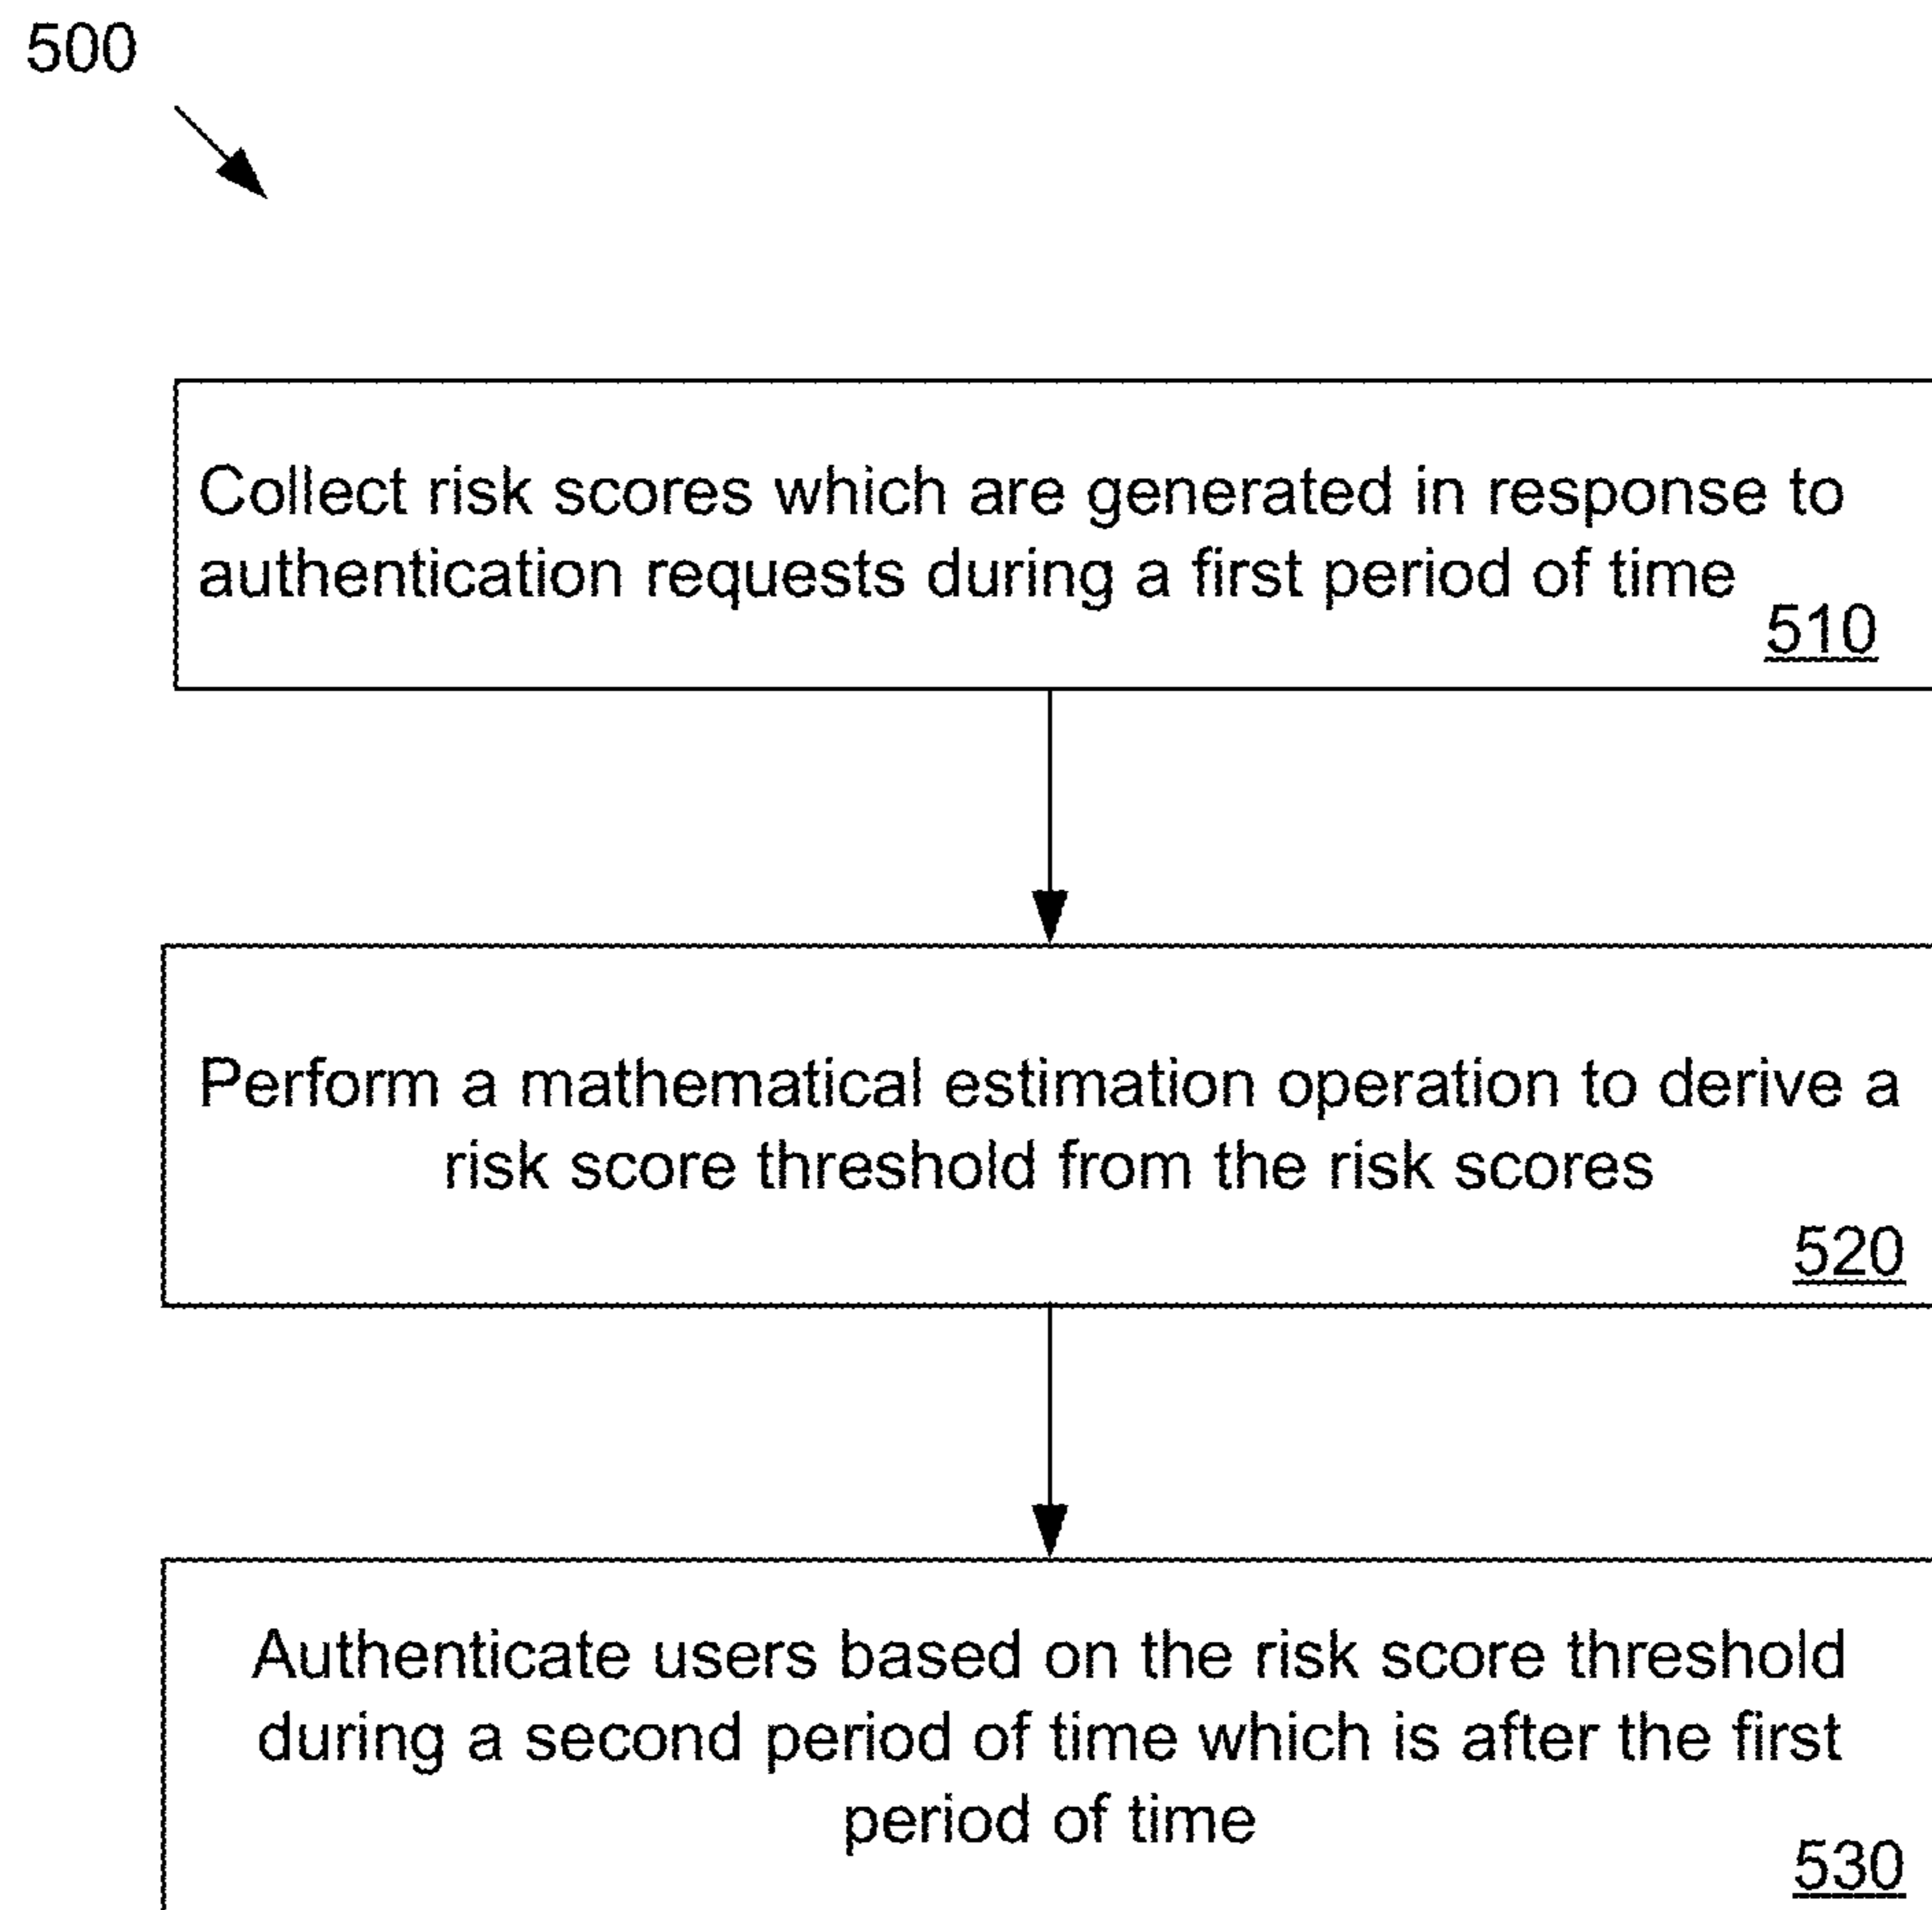 500
Collect risk scores which are generated in response to
authentication requests during a first period of time
510
Perform a mathematical estimation operation to derive a
risk score threshold from the risk scores
520
Authenticate users based on the risk score threshold
during a second period of time which is after the first
period of time
530